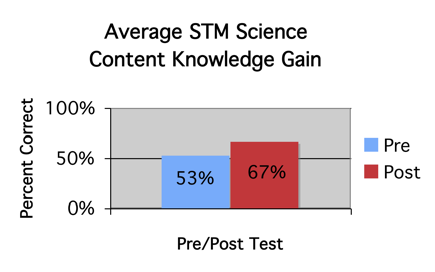 Average STM Science
Content Knowledge Gain
Percent Correct
100%
50%
0%
53%
67%
Pre
Post
Pre/Post Test